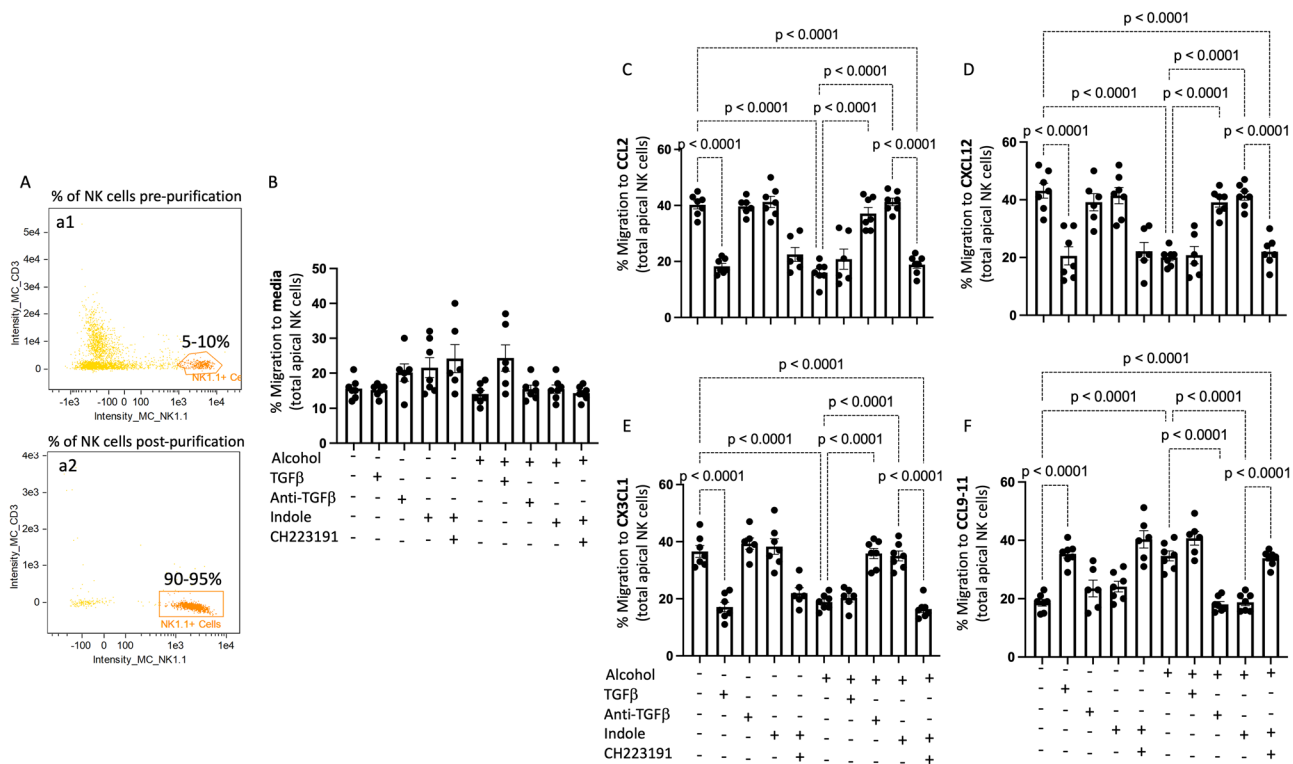 A
% of NK cells pre-purification
a1
Intensity_MC_CD3
5e4
4e4
3e4
2e4
1e4
0
5-10%
NK1.1+ Ce
-1e3 -100 0 100 1e3 1e4
Intensity_MC_NK1.1
% of NK cells post-purification
a2
Intensity_MC_CD3
4e3
3e3
2e3
1e3
0
90-95%
NK1.1+ Cells
-100 0 100 1e3 1e4
Intensity_MC_NK1.1
B
% Migration to media
(total apical NK cells)
50
40
30
20
10
0
Alcohol - - - - - + + + + +
TGFβ - + - - - - + - - -
Anti-TGFβ - - + - - - - + - -
Indole - - - + + - - - + +
CH223191 - - - - + - - - - +
C
% Migration to CCL2
(total apical NK cells)
60
40
20
0
p < 0.0001
p < 0.0001
p < 0.0001
p < 0.0001
p < 0.0001
p < 0.0001
D
% Migration to CXCL12
(total apical NK cells)
60
40
20
0
p < 0.0001
p < 0.0001
p < 0.0001
p < 0.0001
p < 0.0001
p < 0.0001
E
% Migration to CX3CL1
(total apical NK cells)
60
40
20
0
p < 0.0001
p < 0.0001
p < 0.0001
p < 0.0001
p < 0.0001
p < 0.0001
Alcohol - - - - - + + + + +
TGFβ - + - - - - + - - -
Anti-TGFβ - - + - - - - + - -
Indole - - - + + - - - + +
CH223191 - - - - + - - - - +
F
% Migration to CCL9-11
(total apical NK cells)
60
40
20
0
p < 0.0001
p < 0.0001
p < 0.0001
p < 0.0001
p < 0.0001
p < 0.0001
- - - - - + + + + +
- + - - - - + - - -
- - + - - - - + - -
- - - + + - - - + +
- - - - + - - - - +